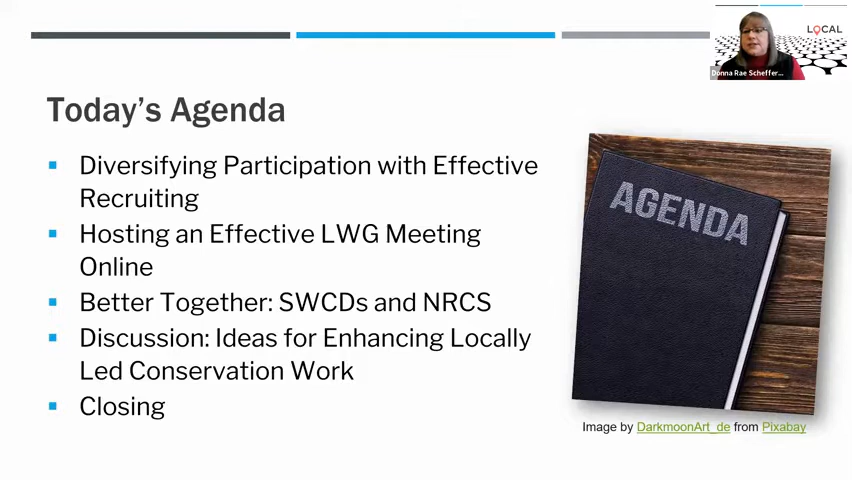 LOCAL
Donna Rae Scheffer...
Today's Agenda
Diversifying Participation with Effective
Recruiting
Hosting an Effective LWG Meeting
Online
Better Together: SWCDs and NRCS
Discussion: Ideas for Enhancing Locally
Led Conservation Work
Closing
AGENDA
Image by DarkmoonArt_de from Pixabay